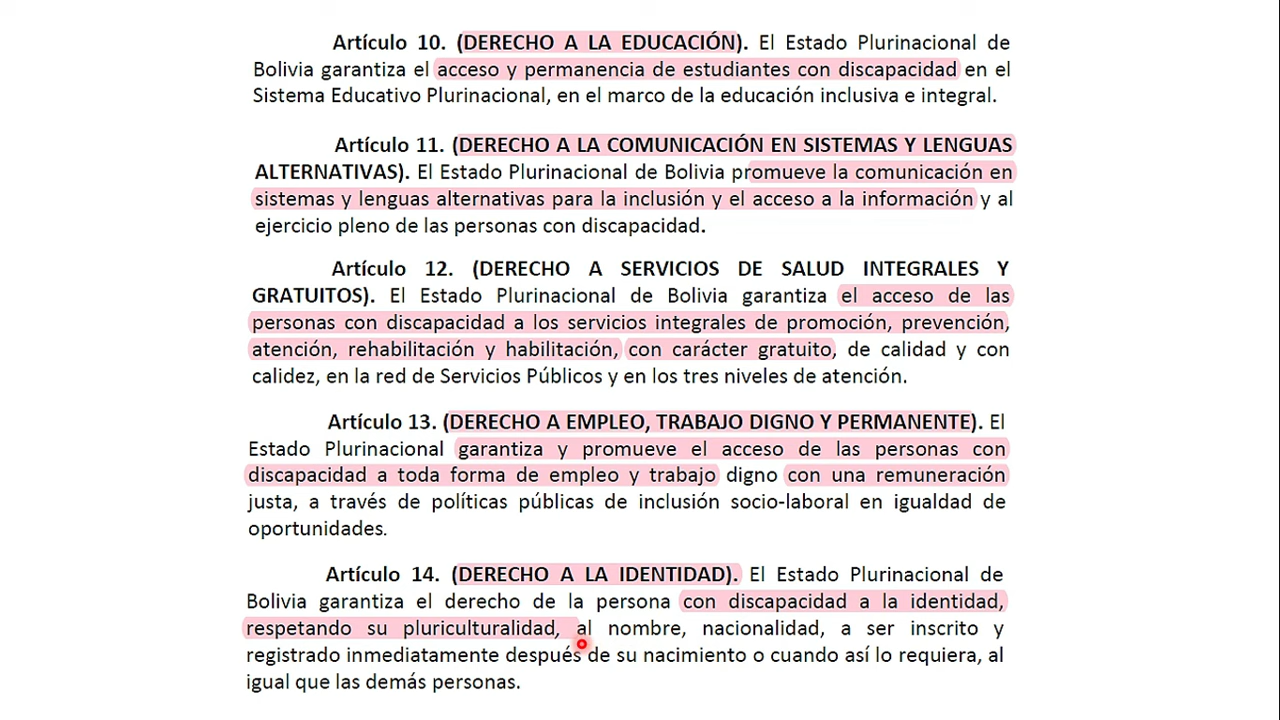 Artículo 10. (DERECHO A LA EDUCACIÓN). El Estado Plurinacional de
Bolivia garantiza el acceso y permanencia de estudiantes con discapacidad en el
Sistema Educativo Plurinacional, en el marco de la educación inclusiva e integral.
Artículo 11. (DERECHO A LA COMUNICACIÓN EN SISTEMAS Y LENGUAS
ALTERNATIVAS). El Estado Plurinacional de Bolivia promueve la comunicación en
sistemas y lenguas alternativas para la inclusión y el acceso a la información y al
ejercicio pleno de las personas con discapacidad.
Artículo 12. (DERECHO A SERVICIOS DE SALUD INTEGRALES Y
GRATUITOS). El Estado Plurinacional de Bolivia garantiza el acceso de las
personas con discapacidad a los servicios integrales de promoción, prevención,
atención, rehabilitación y habilitación, con carácter gratuito, de calidad y con
calidez, en la red de Servicios Públicos y en los tres niveles de atención.
Artículo 13. (DERECHO A EMPLEO, TRABAJO DIGNO Y PERMANENTE). El
Estado Plurinacional garantiza y promueve el acceso de las personas con
discapacidad a toda forma de empleo y trabajo digno con una remuneración
justa, a través de políticas públicas de inclusión socio-laboral en igualdad de
oportunidades.
Artículo 14. (DERECHO A LA IDENTIDAD). El Estado Plurinacional de
Bolivia garantiza el derecho de la persona con discapacidad a la identidad,
respetando su pluriculturalidad, al nombre, nacionalidad, a ser inscrito y
registrado inmediatamente después de su nacimiento o cuando así lo requiera, al
igual que las demás personas.